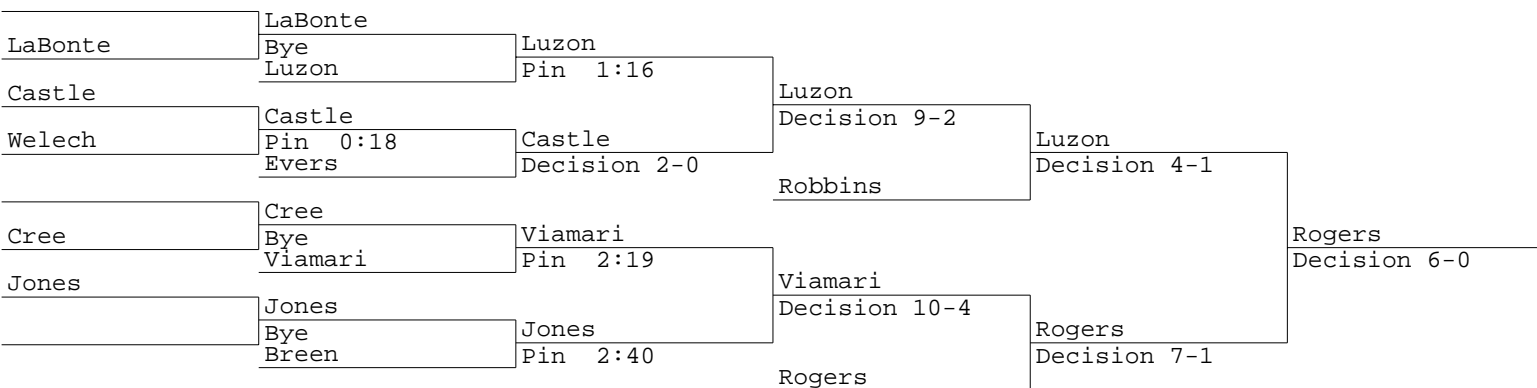 LaBonte
LaBonte
Bye
Luzon
Luzon
Pin 1:16
Castle
Luzon
Decision 9-2
Castle
Welech
Pin 0:18
Castle
Luzon
Evers
Decision 2-0
Decision 4-1
Robbins
Cree
Cree
Bye
Viamari
Rogers
Viamari
Pin 2:19
Decision 6-0
Jones
Viamari
Jones
Decision 10-4
Bye
Jones
Rogers
Breen
Pin 2:40
Decision 7-1
Rogers